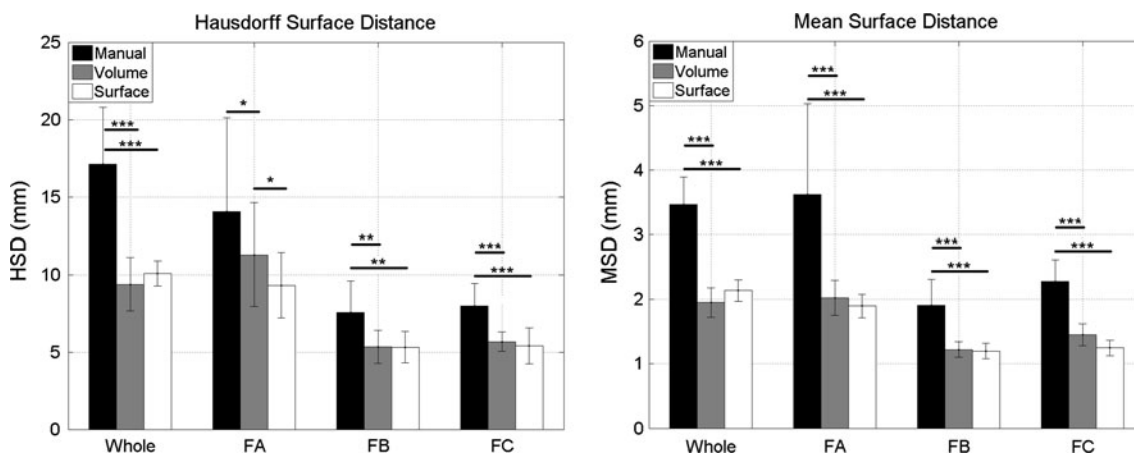 Hausdorff Surface Distance
25
20
15
10
5
0
HSD (mm)
Manual
Volume
Surface
***
***
*
*
**
**
***
***
Whole FA FB FC
Mean Surface Distance
6
5
4
3
2
1
0
MSD (mm)
Manual
Volume
Surface
***
***
***
***
***
***
***
***
Whole FA FB FC